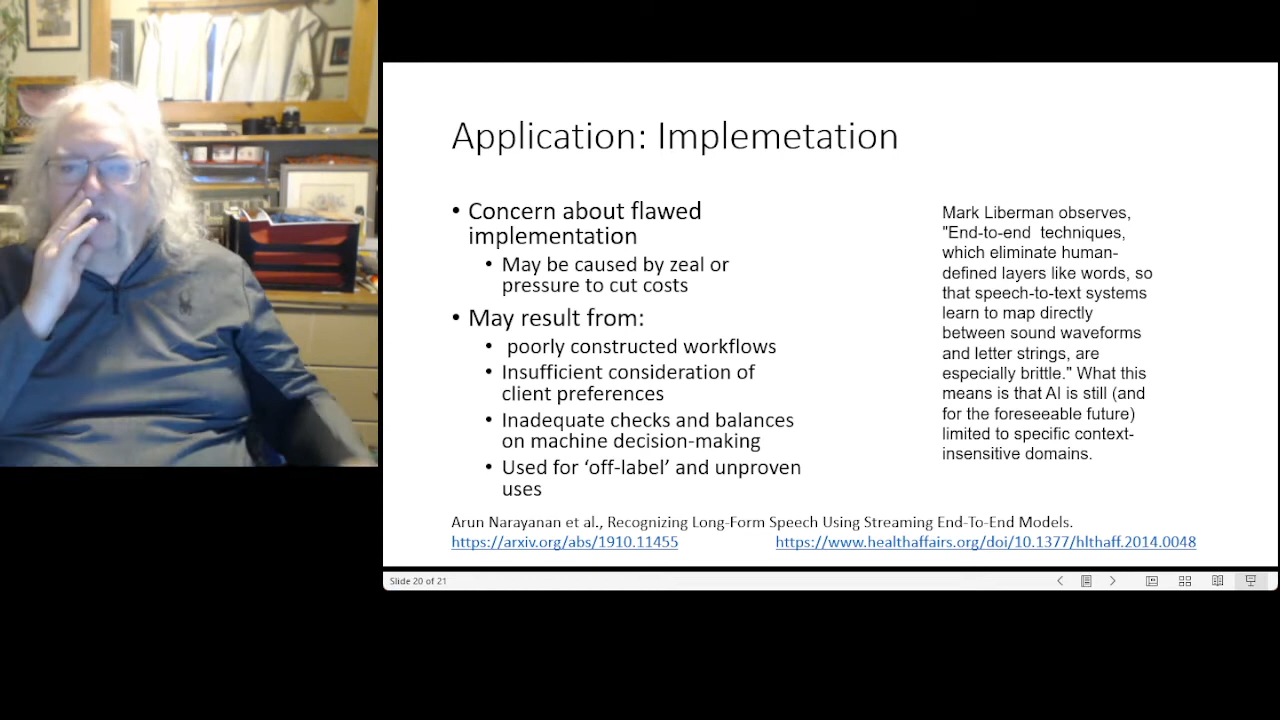 Application: Implemetation
• Concern about flawed
implementation
• May be caused by zeal or
pressure to cut costs
• May result from:
• poorly constructed workflows
• Insufficient consideration of
client preferences
• Inadequate checks and balances
on machine decision-making
• Used for ‘off-label’ and unproven
uses
Mark Liberman observes,
"End-to-end techniques,
which eliminate human-
defined layers like words, so
that speech-to-text systems
learn to map directly
between sound waveforms
and letter strings, are
especially brittle." What this
means is that AI is still (and
for the foreseeable future)
limited to specific context-
insensitive domains.
Arun Narayanan et al., Recognizing Long-Form Speech Using Streaming End-To-End Models.
https://arxiv.org/abs/1910.11455 https://www.healthaffairs.org/doi/10.1377/hlthaff.2014.0048
Slide 20 of 21